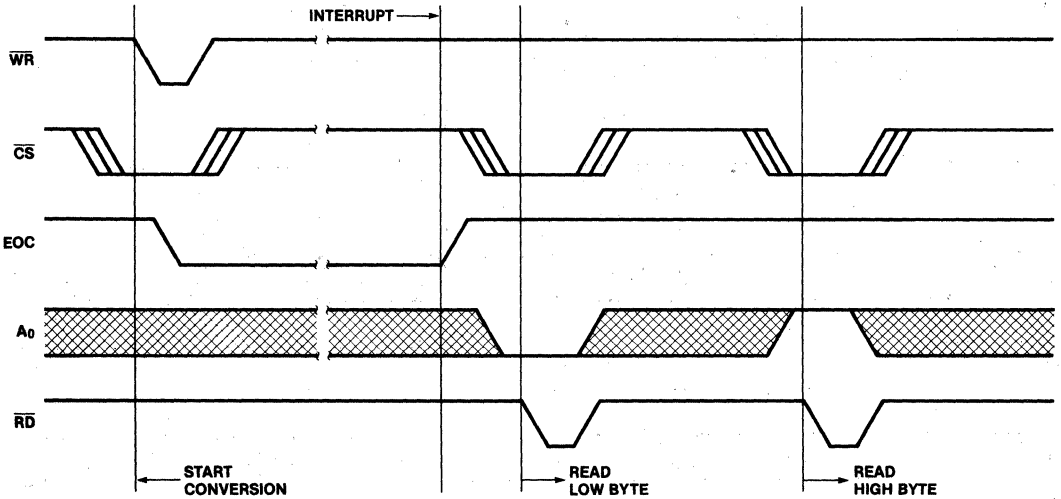 INTERRUPT
WR
CS
EOC
A0
RD
START
CONVERSION
READ
LOW BYTE
READ
HIGH BYTE